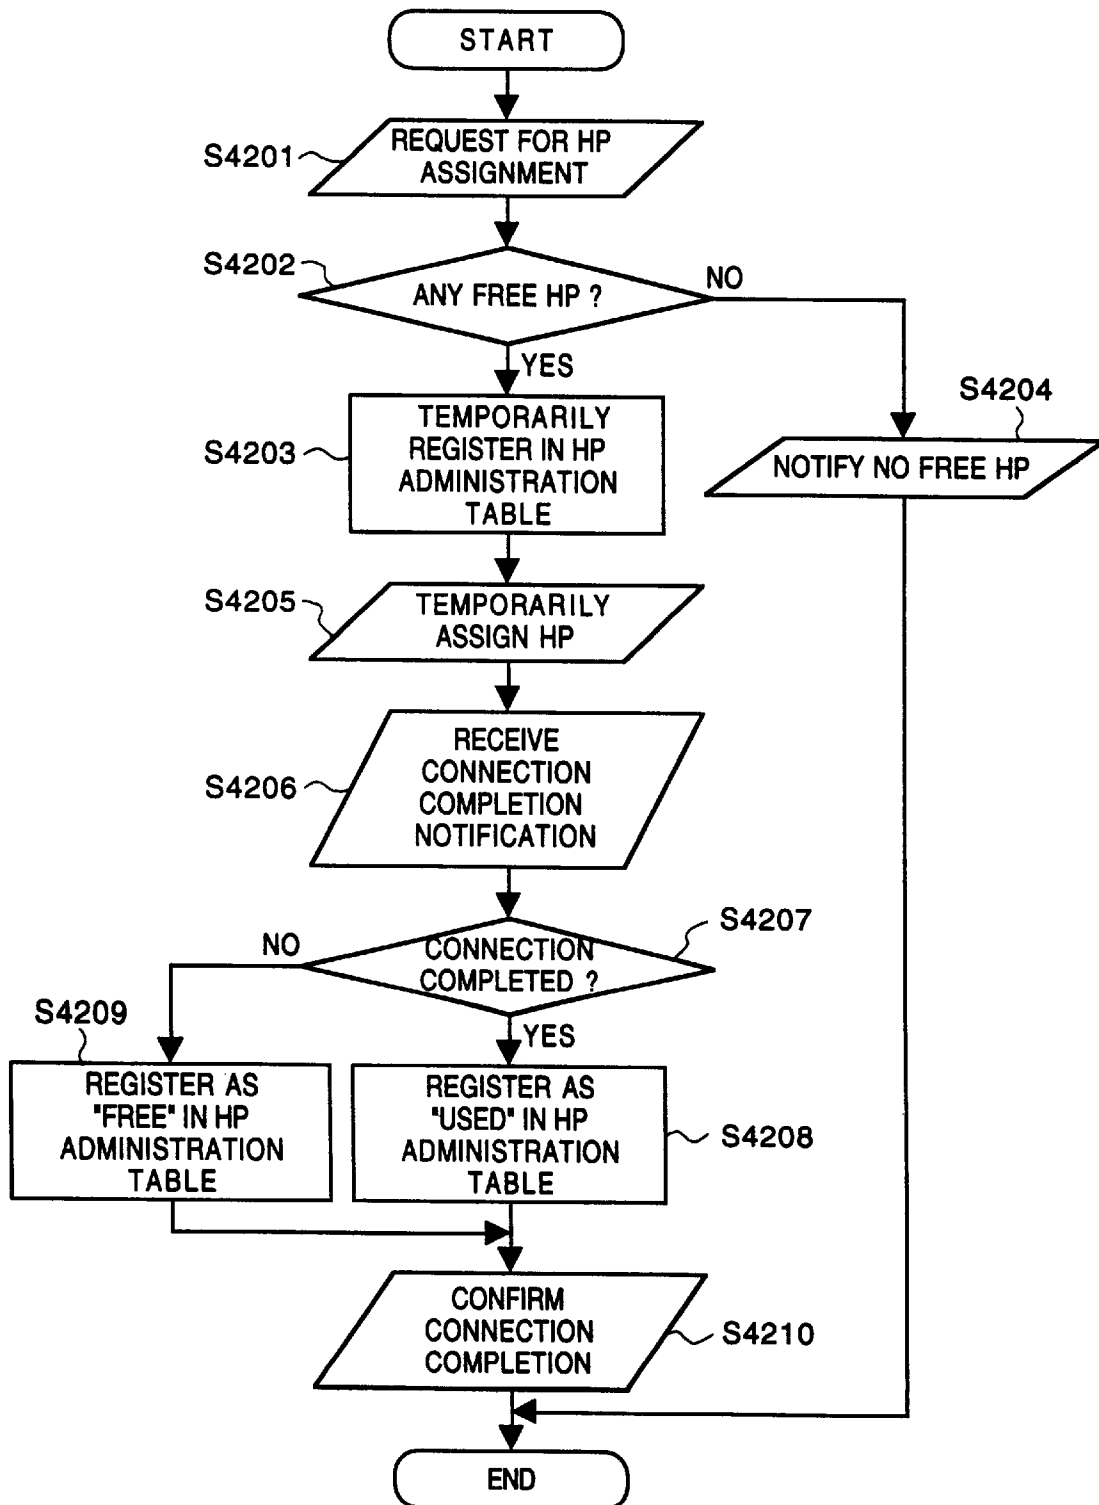 START
S4201
REQUEST FOR HP
ASSIGNMENT
S4202
ANY FREE HP ?
NO
YES
S4204
NOTIFY NO FREE HP
S4203
TEMPORARILY
REGISTER IN HP
ADMINISTRATION
TABLE
S4205
TEMPORARILY
ASSIGN HP
S4206
RECEIVE
CONNECTION
COMPLETION
NOTIFICATION
S4207
NO
CONNECTION
COMPLETED ?
YES
S4209
REGISTER AS
"FREE" IN HP
ADMINISTRATION
TABLE
REGISTER AS
"USED" IN HP
ADMINISTRATION
TABLE
S4208
CONFIRM
CONNECTION
COMPLETION
S4210
END